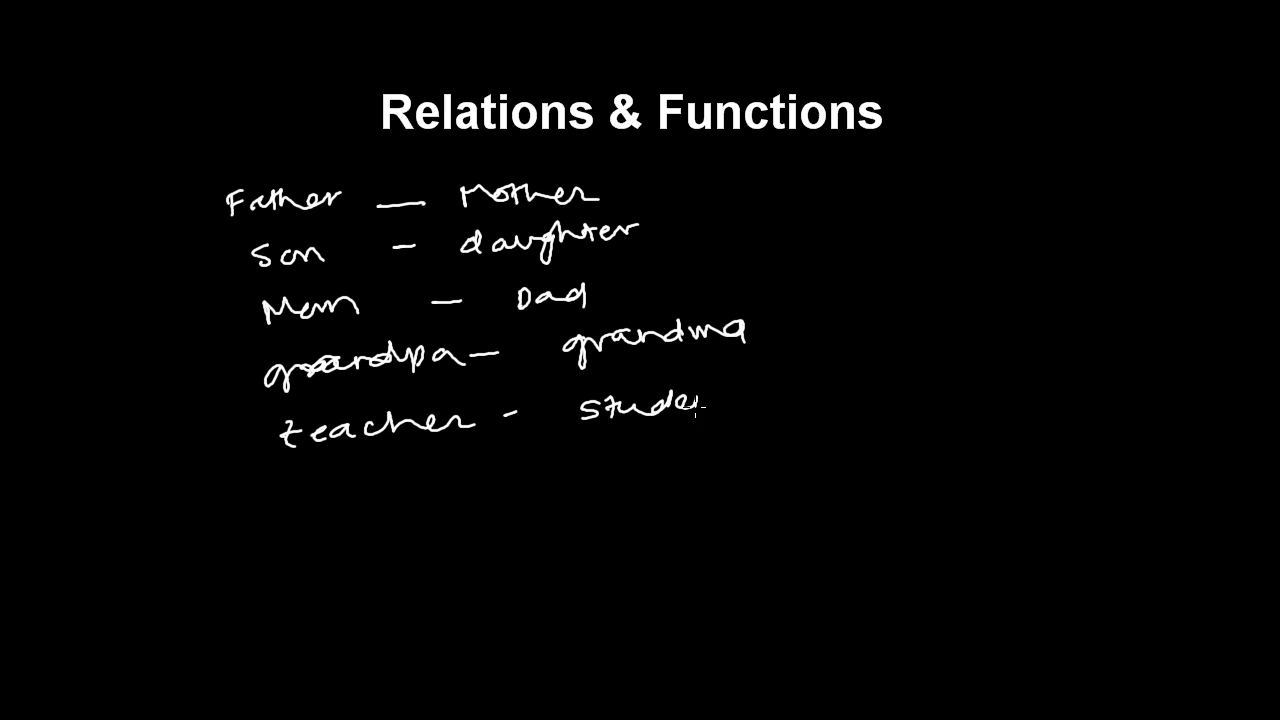 Relations & Functions
Father — Mother
Son - daughter
Mom - Dad
grandpa - grandma
teacher - stude